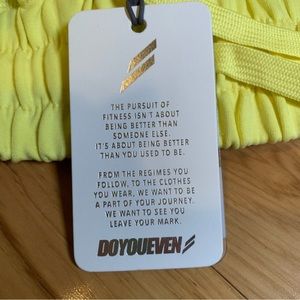 THE PURSUIT OF
FITNESS ISN'T ABOUT
BEING BETTER THAN
SOMEONE ELSE.
IT'S ABOUT BEING BETTER
THAN YOU USED TO BE.
FROM THE REGIMES YOU
FOLLOW, TO THE CLOTHES
YOU WEAR, WE WANT TO BE
A PART OF YOUR JOURNEY.
WE WANT TO SEE YOU
LEAVE YOUR MARK.
DOYOUEVEN